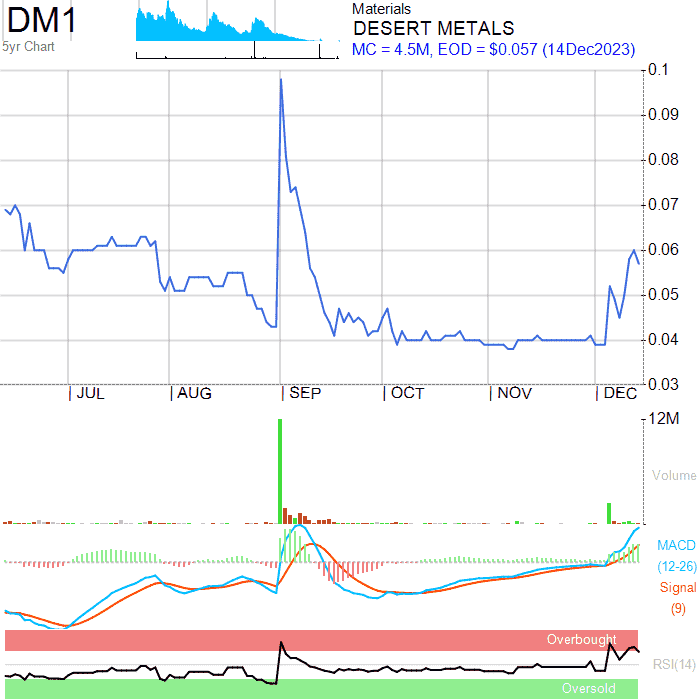 DM1
5yr Chart
Materials
DESERT METALS
MC = 4.5M, EOD = $0.057 (14Dec2023)
0.1
0.09
0.08
0.07
0.06
0.05
0.04
0.03
JUL AUG SEP OCT NOV DEC
12M
Volume
MACD
(12-26)
Signal
(9)
Overbought
RSI(14)
Oversold